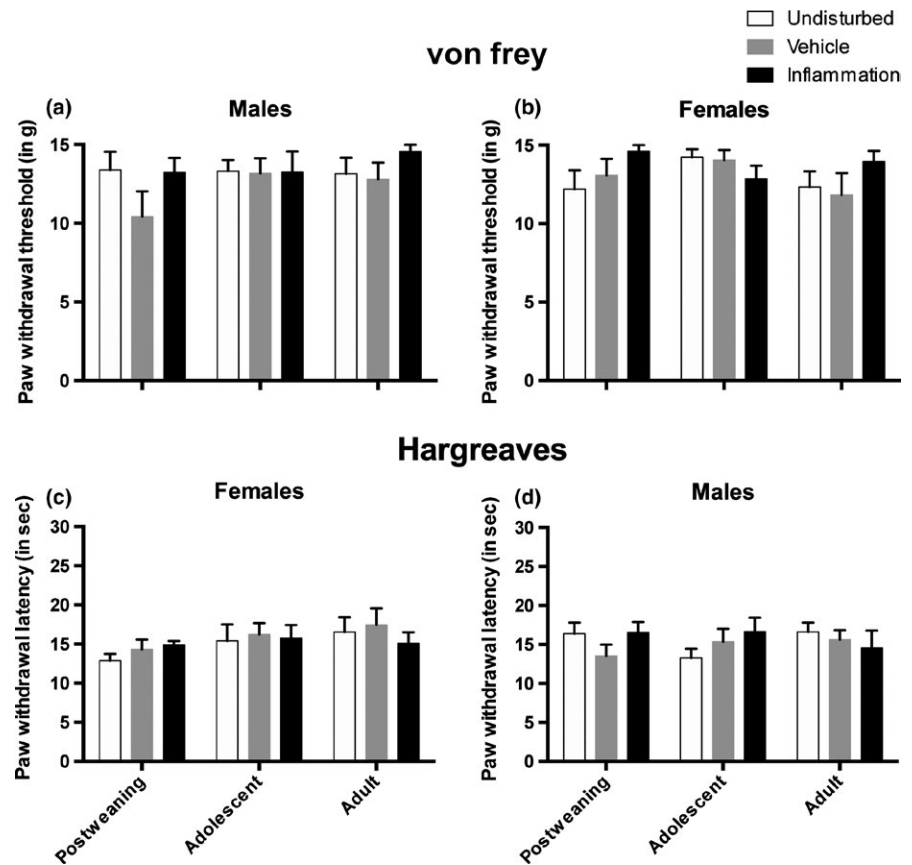 Undisturbed
Vehicle
Inflammation
von frey
(a)
Males
Paw withdrawal threshold (in g)
15
10
5
0
(b)
Females
Paw withdrawal threshold (in g)
15
10
5
0
Hargreaves
(c)
Females
Paw withdrawal latency (in sec)
30
25
20
15
10
5
0
Postweaning
Adolescent
Adult
(d)
Males
Paw withdrawal latency (in sec)
30
25
20
15
10
5
0
Postweaning
Adolescent
Adult